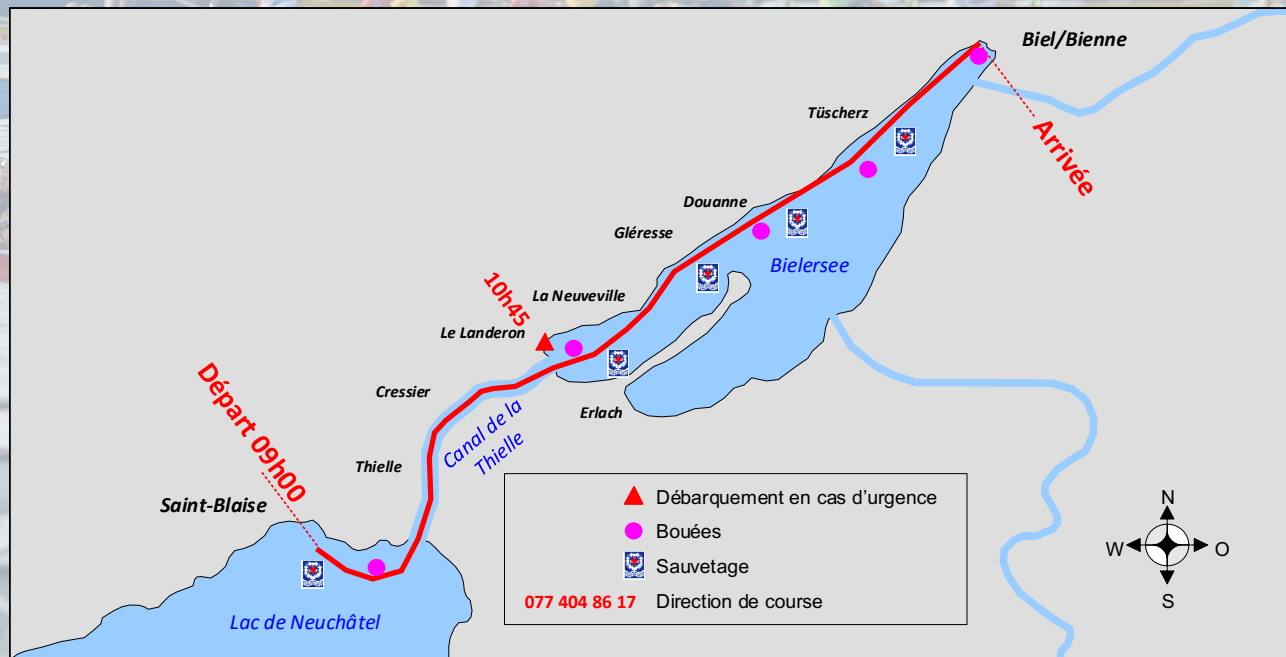 Biel/Bienne
Tüscherz
Arrivée
Douanne
Gléresse
Bielersee
10h45
La Neuveville
Le Landeron
Départ 09h00
Cressier
Erlach
Canal de la
Thielle
Thielle
Saint-Blaise
Lac de Neuchâtel
Débarquement en cas d'urgence
Bouées
Sauvetage
077 404 86 17 Direction de course
N
W O
S